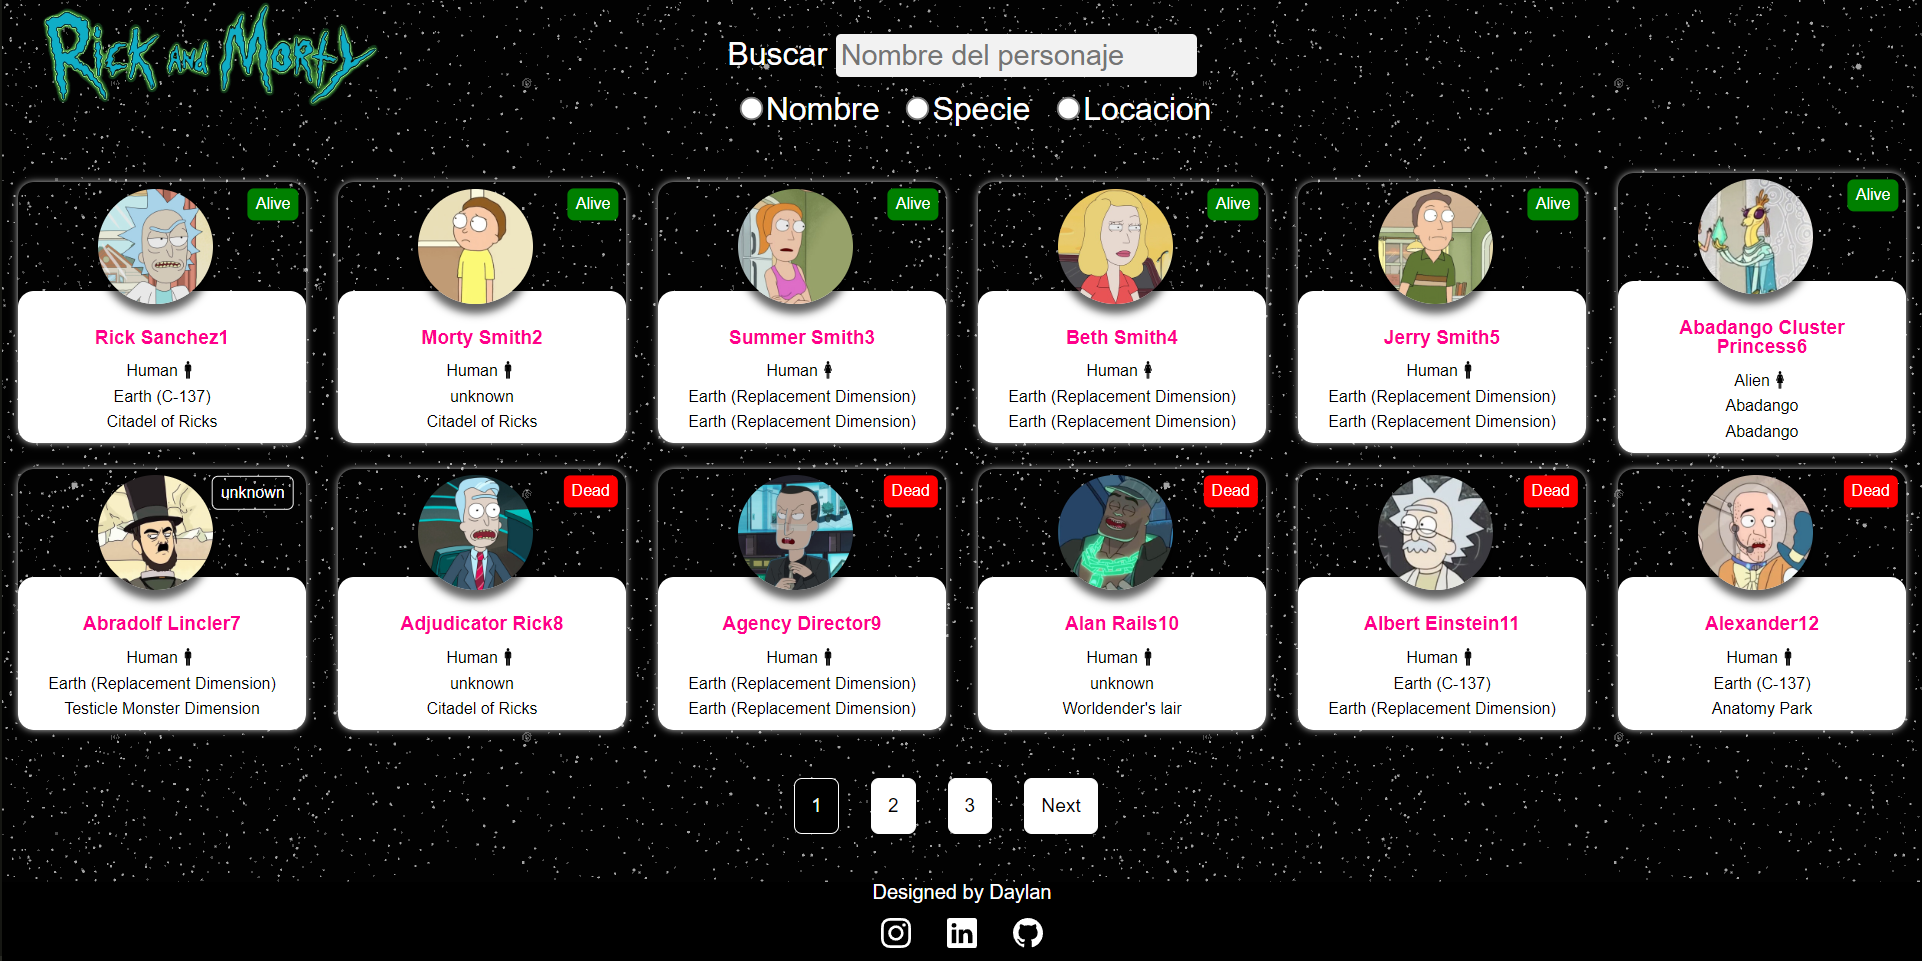 Rick and Morty
Buscar Nombre del personaje
Nombre Specie Locacion
Alive
Rick Sanchez1
Human
Earth (C-137)
Citadel of Ricks
Alive
Morty Smith2
Human
unknown
Citadel of Ricks
Alive
Summer Smith3
Human
Earth (Replacement Dimension)
Earth (Replacement Dimension)
Alive
Beth Smith4
Human
Earth (Replacement Dimension)
Earth (Replacement Dimension)
Alive
Jerry Smith5
Human
Earth (Replacement Dimension)
Earth (Replacement Dimension)
Alive
Abadango Cluster
Princess6
Alien
Abadango
Abadango
unknown
Abradolf Lincler7
Human
Earth (Replacement Dimension)
Testicle Monster Dimension
Dead
Adjudicator Rick8
Human
unknown
Citadel of Ricks
Dead
Agency Director9
Human
Earth (Replacement Dimension)
Earth (Replacement Dimension)
Dead
Alan Rails10
Human
unknown
Worldender's lair
Dead
Albert Einstein11
Human
Earth (C-137)
Earth (Replacement Dimension)
Dead
Alexander12
Human
Earth (C-137)
Anatomy Park
1 2 3 Next
Designed by Daylan